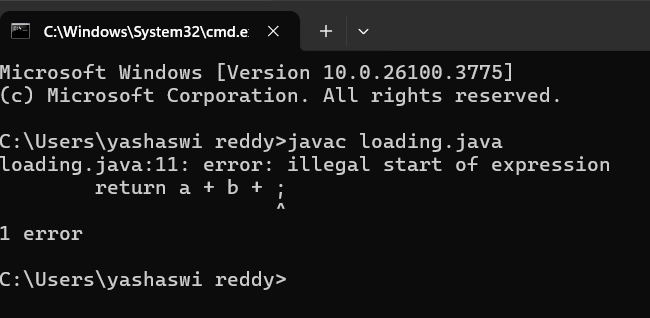 C:\Windows\System32\cmd.e
Microsoft Windows [Version 10.0.26100.3775]
(c) Microsoft Corporation. All rights reserved.
C:\Users\yashaswi reddy>javac loading.java
loading.java:11: error: illegal start of expression
        return a + b + ;
                       ^
1 error
C:\Users\yashaswi reddy>